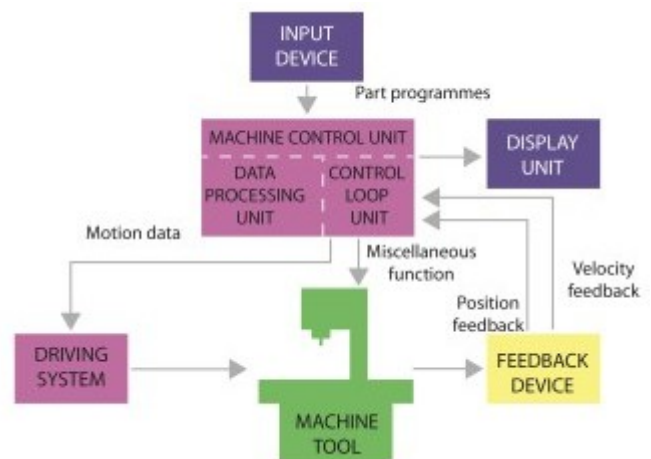 INPUT
DEVICE
Part programmes
MACHINE CONTROL UNIT
DATA
PROCESSING
UNIT
CONTROL
LOOP
UNIT
DISPLAY
UNIT
Motion data
Miscellaneous
function
Velocity
feedback
Position
feedback
DRIVING
SYSTEM
MACHINE
TOOL
FEEDBACK
DEVICE